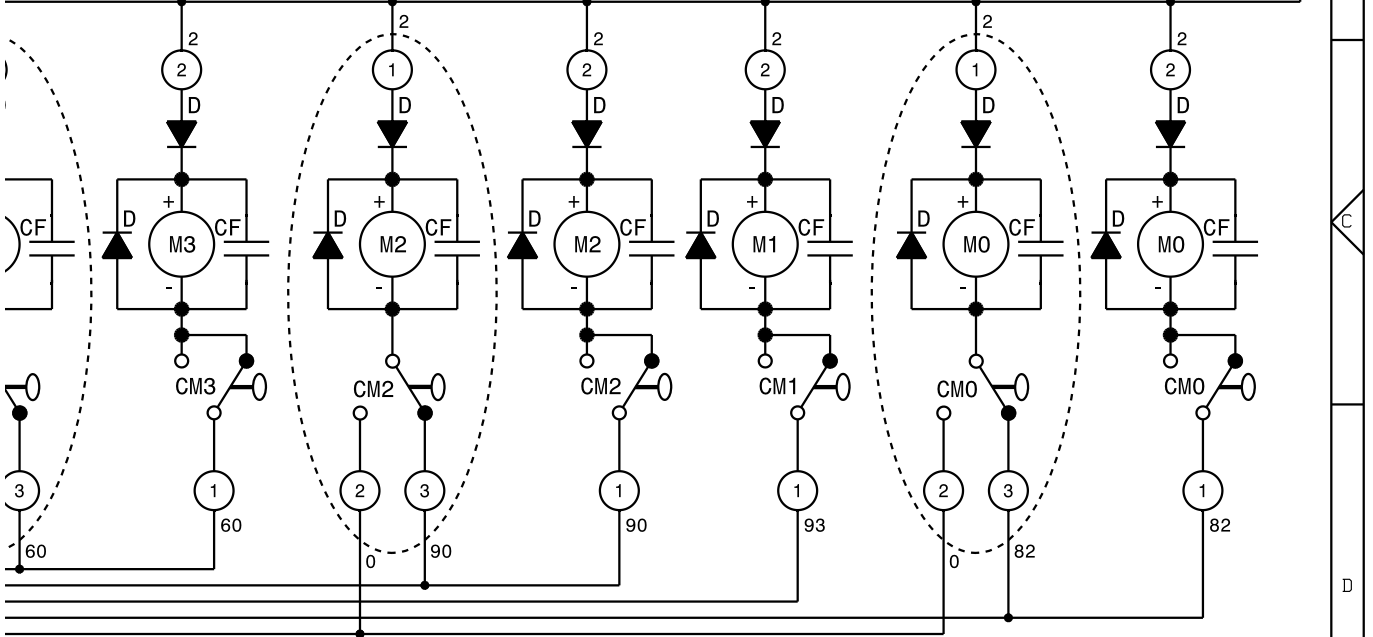 2 2 2 2 2 2
2 1 2 2 1 2
D D D D D D
+ + + + + +
CF D M3 CF D M2 CF D M2 CF D M1 CF D M0 CF D M0 CF C
- - - - - -
CM3 CM2 CM2 CM1 CM0 CM0
3 1 2 3 1 1 2 3 1
60 90 93 82
60 0 90 0 82
D